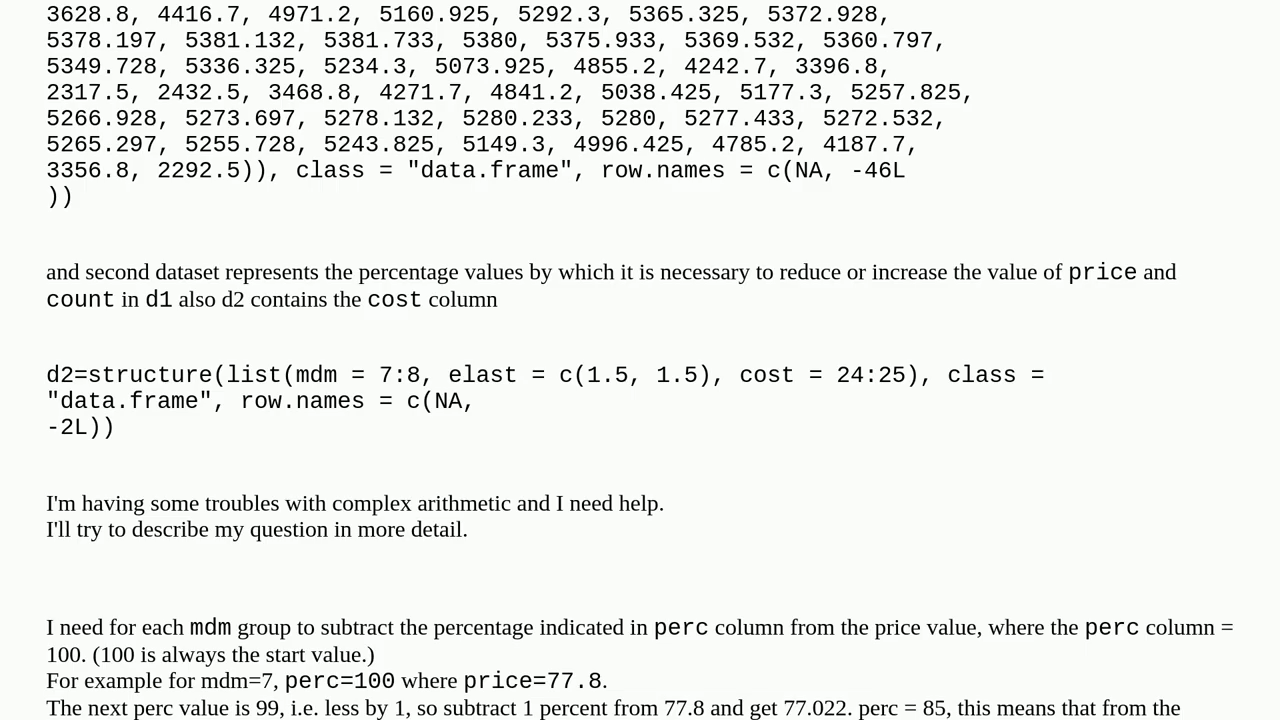 3628.8, 4416.7, 4971.2, 5160.925, 5292.3, 5365.325, 5372.928,
5378.197, 5381.132, 5381.733, 5380, 5375.933, 5369.532, 5360.797,
5349.728, 5336.325, 5234.3, 5073.925, 4855.2, 4242.7, 3396.8,
2317.5, 2432.5, 3468.8, 4271.7, 4841.2, 5038.425, 5177.3, 5257.825,
5266.928, 5273.697, 5278.132, 5280.233, 5280, 5277.433, 5272.532,
5265.297, 5255.728, 5243.825, 5149.3, 4996.425, 4785.2, 4187.7,
3356.8, 2292.5)), class = "data.frame", row.names = c(NA, -46L
))
and second dataset represents the percentage values by which it is necessary to reduce or increase the value of price and
count in d1 also d2 contains the cost column
d2=structure(list(mdm = 7:8, elast = c(1.5, 1.5), cost = 24:25), class =
"data.frame", row.names = c(NA,
-2L))
I'm having some troubles with complex arithmetic and I need help.
I'll try to describe my question in more detail.
I need for each mdm group to subtract the percentage indicated in perc column from the price value, where the perc column =
100. (100 is always the start value.)
For example for mdm=7, perc=100 where price=77.8.
The next perc value is 99, i.e. less by 1, so subtract 1 percent from 77.8 and get 77.022. perc = 85, this means that from the